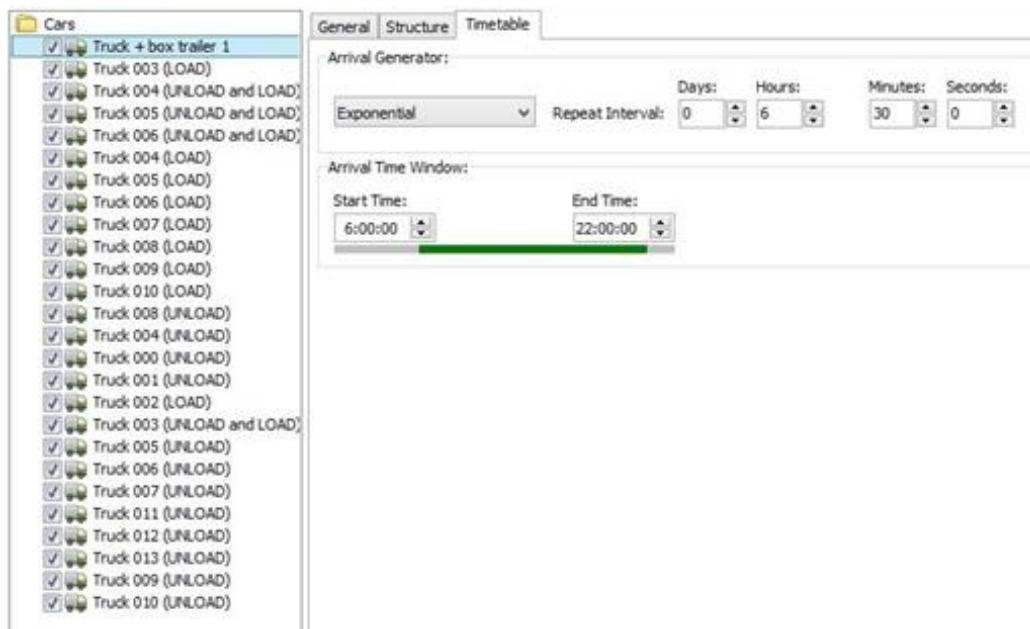 Cars
Truck + box trailer 1
Truck 003 (LOAD)
Truck 004 (UNLOAD and LOAD)
Truck 005 (UNLOAD and LOAD)
Truck 006 (UNLOAD and LOAD)
Truck 004 (LOAD)
Truck 005 (LOAD)
Truck 006 (LOAD)
Truck 007 (LOAD)
Truck 008 (LOAD)
Truck 009 (LOAD)
Truck 010 (LOAD)
Truck 008 (UNLOAD)
Truck 004 (UNLOAD)
Truck 000 (UNLOAD)
Truck 001 (UNLOAD)
Truck 002 (LOAD)
Truck 003 (UNLOAD and LOAD)
Truck 005 (UNLOAD)
Truck 006 (UNLOAD)
Truck 007 (UNLOAD)
Truck 011 (UNLOAD)
Truck 012 (UNLOAD)
Truck 013 (UNLOAD)
Truck 009 (UNLOAD)
Truck 010 (UNLOAD)
General Structure Timetable
Arrival Generator:
Days: Hours: Minutes: Seconds:
Exponential Repeat Interval: 0 6 30 0
Arrival Time Window:
Start Time: End Time:
6:00:00 22:00:00